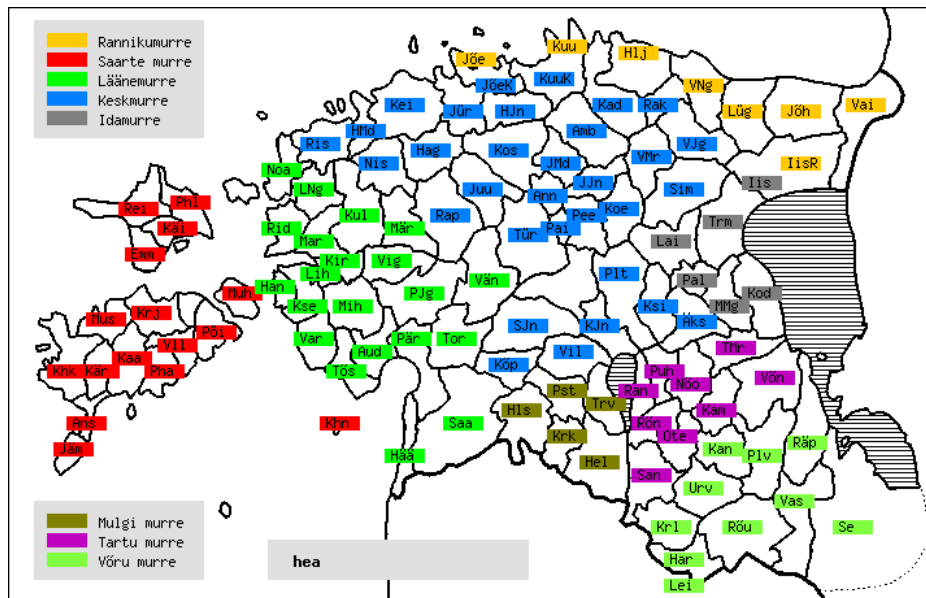 Rannikumurre
Saarte murre
Läänemurre
Keskmurre
Idamurre
Kuu
Hlj
Jõe
JõeK
KuuK
VNg
Kei
Jür
HJn
Kad
Rak
Lüg
Jõh
Vai
HMd
Ris
Hag
Kos
Amb
VJg
Nis
JMd
VMr
IisR
Noa
LNg
Juu
JJn
Sim
Iis
Ann
Rei
Phl
Kul
Rap
Pee
Koe
Käi
Rid
Mar
Mär
Tür
Pai
Lai
Trm
Emm
Kir
Vig
Lih
Plt
Pal
Han
Muh
PJg
Vän
Kod
Kse
Mih
Ksi
MMg
Mus
Krj
Äks
Pöi
Var
Aud
Pär
Tor
SJn
KJn
Vll
Kaa
TMr
Khk
Kär
Pha
Tõs
Köp
Vil
Puh
Nõo
Võn
Pst
Ran
Trv
Ans
Khn
Saa
Hls
Rõn
Kam
Jäm
Krk
Ote
Hää
Hel
Kan
Plv
Räp
San
Urv
Vas
Krl
Rõu
Se
Har
Lei
Mulgi murre
Tartu murre
Võru murre
hea